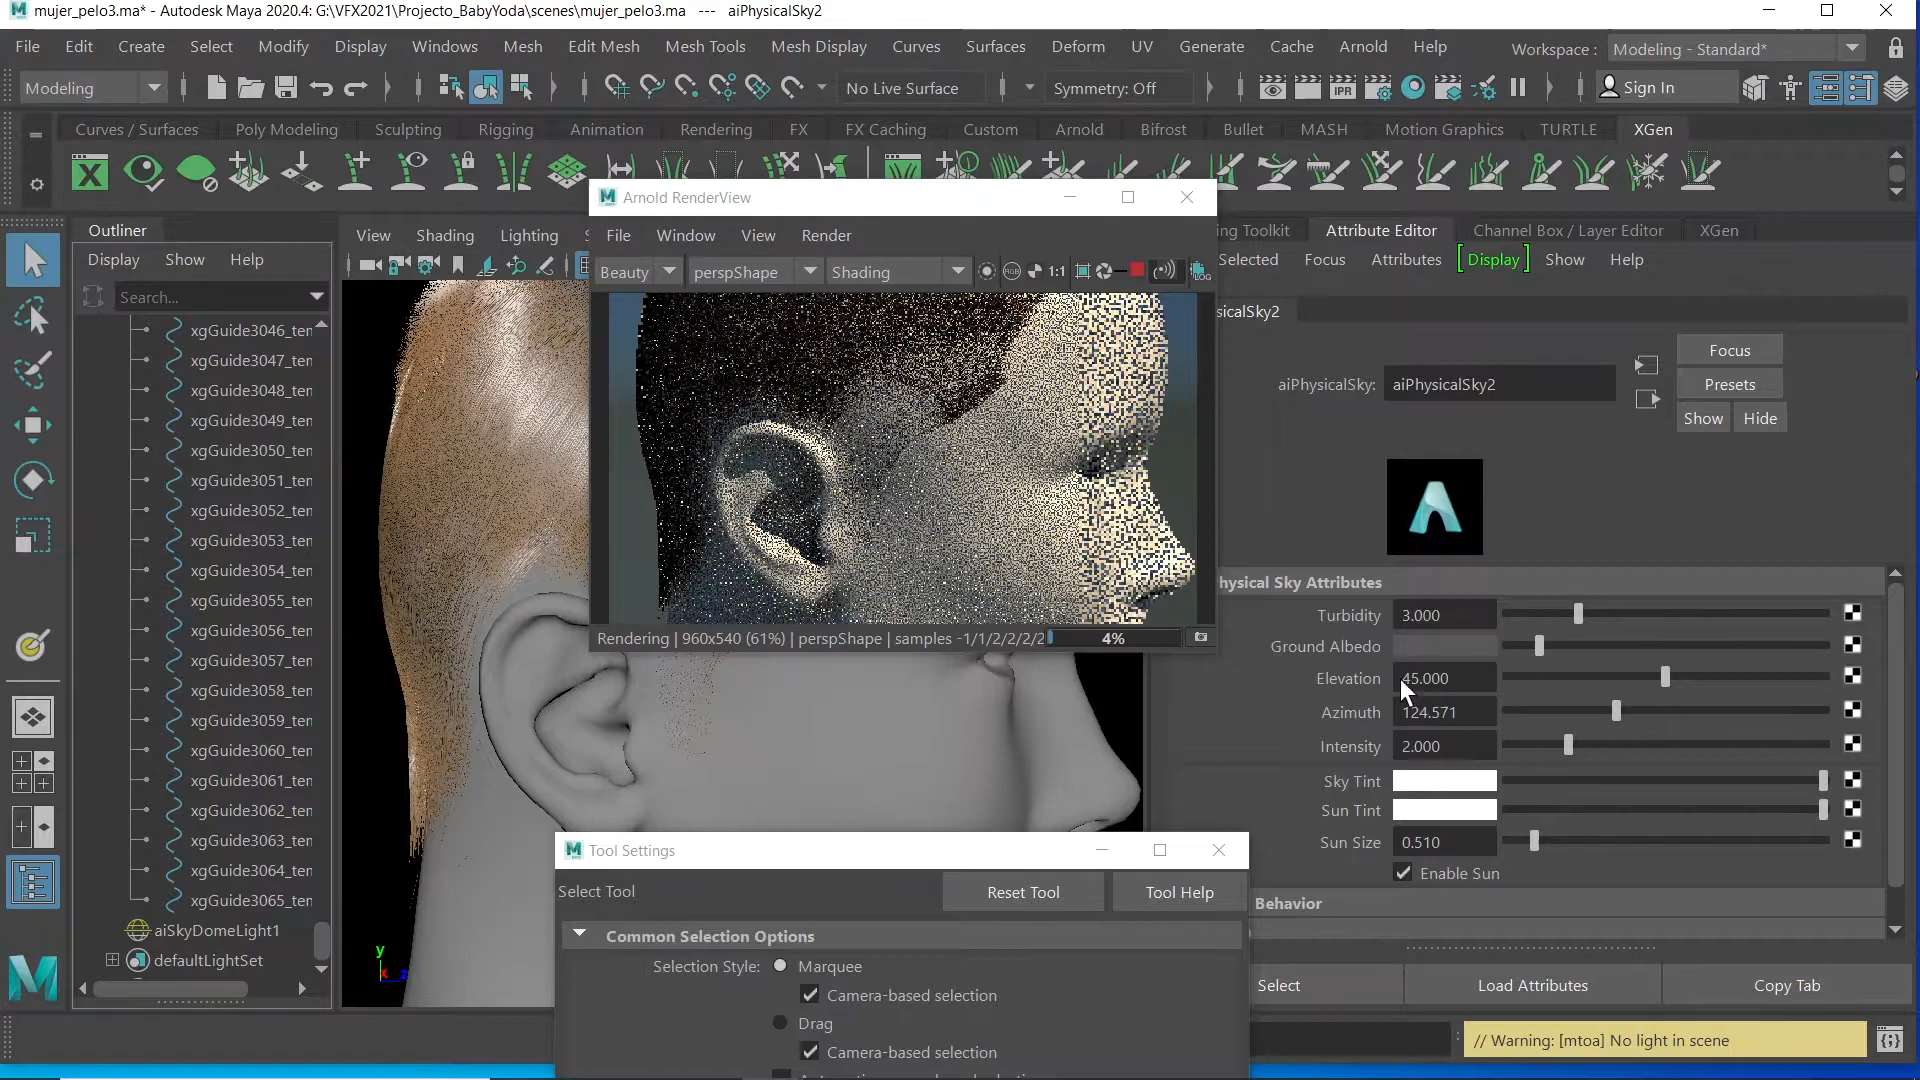 mujer_pelo3.ma* - Autodesk Maya 2020.4: G:\VFX2021\Projecto_BabyYoda\scenes\mujer_pelo3.ma --- aiPhysicalSky2
File Edit Create Select Modify Display Windows Mesh Edit Mesh Mesh Tools Mesh Display Curves Surfaces Deform UV Generate Cache Arnold Help Workspace : Modeling - Standard*
Modeling No Live Surface Symmetry: Off Sign In
Curves / Surfaces Poly Modeling Sculpting Rigging Animation Rendering FX FX Caching Custom Arnold Bifrost Bullet MASH Motion Graphics TURTLE XGen
Arnold RenderView
Outliner
Display Show Help
Search...
xgGuide3046_ten
xgGuide3047_ten
xgGuide3048_ten
xgGuide3049_ten
xgGuide3050_ten
xgGuide3051_ten
xgGuide3052_ten
xgGuide3053_ten
xgGuide3054_ten
xgGuide3055_ten
xgGuide3056_ten
xgGuide3057_ten
xgGuide3058_ten
xgGuide3059_ten
xgGuide3060_ten
xgGuide3061_ten
xgGuide3062_ten
xgGuide3063_ten
xgGuide3064_ten
xgGuide3065_ten
aiSkyDomeLight1
defaultLightSet
View Shading Lighting S
File Window View Render
Beauty perspShape Shading RGB 1:1 LOG
Rendering | 960x540 (61%) | perspShape | samples -1/1/2/2/2/2 4%
y
x z
Tool Settings
Select Tool Reset Tool Tool Help
Common Selection Options
Selection Style: Marquee
Camera-based selection
Drag
Camera-based selection
ng Toolkit Attribute Editor Channel Box / Layer Editor XGen
Selected Focus Attributes Display Show Help
sicalSky2
Focus
aiPhysicalSky: aiPhysicalSky2 Presets
Show Hide
hysical Sky Attributes
Turbidity 3.000
Ground Albedo
Elevation 45.000
Azimuth 124.571
Intensity 2.000
Sky Tint
Sun Tint
Sun Size 0.510
Enable Sun
Behavior
Select Load Attributes Copy Tab
// Warning: [mtoa] No light in scene